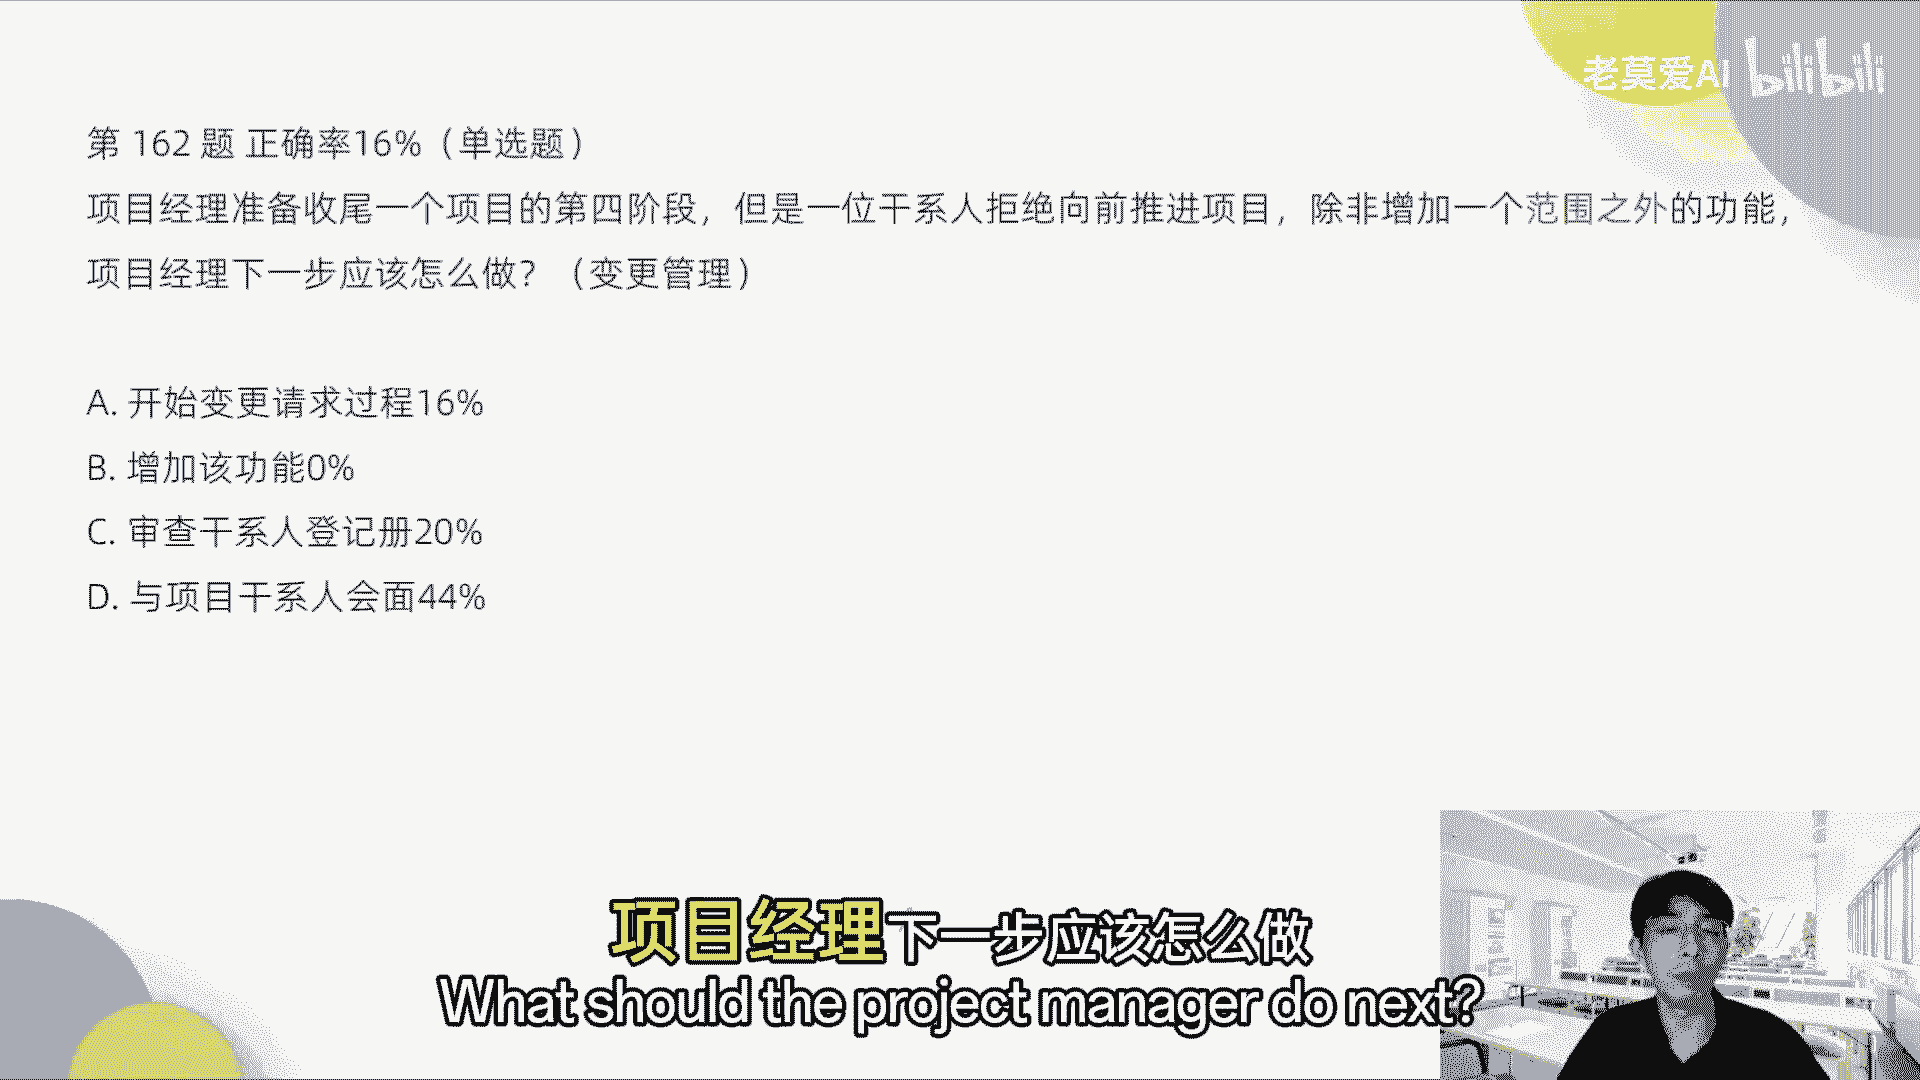 老莫爱AI bilibili
第 162 题 正确率16%（单选题）
项目经理准备收尾一个项目的第四阶段，但是一位干系人拒绝向前推进项目，除非增加一个范围之外的功能，
项目经理下一步应该怎么做？（变更管理）
A. 开始变更请求过程16%
B. 增加该功能0%
C. 审查干系人登记册20%
D. 与项目干系人会面44%
项目经理下一步应该怎么做
What should the project manager do next?